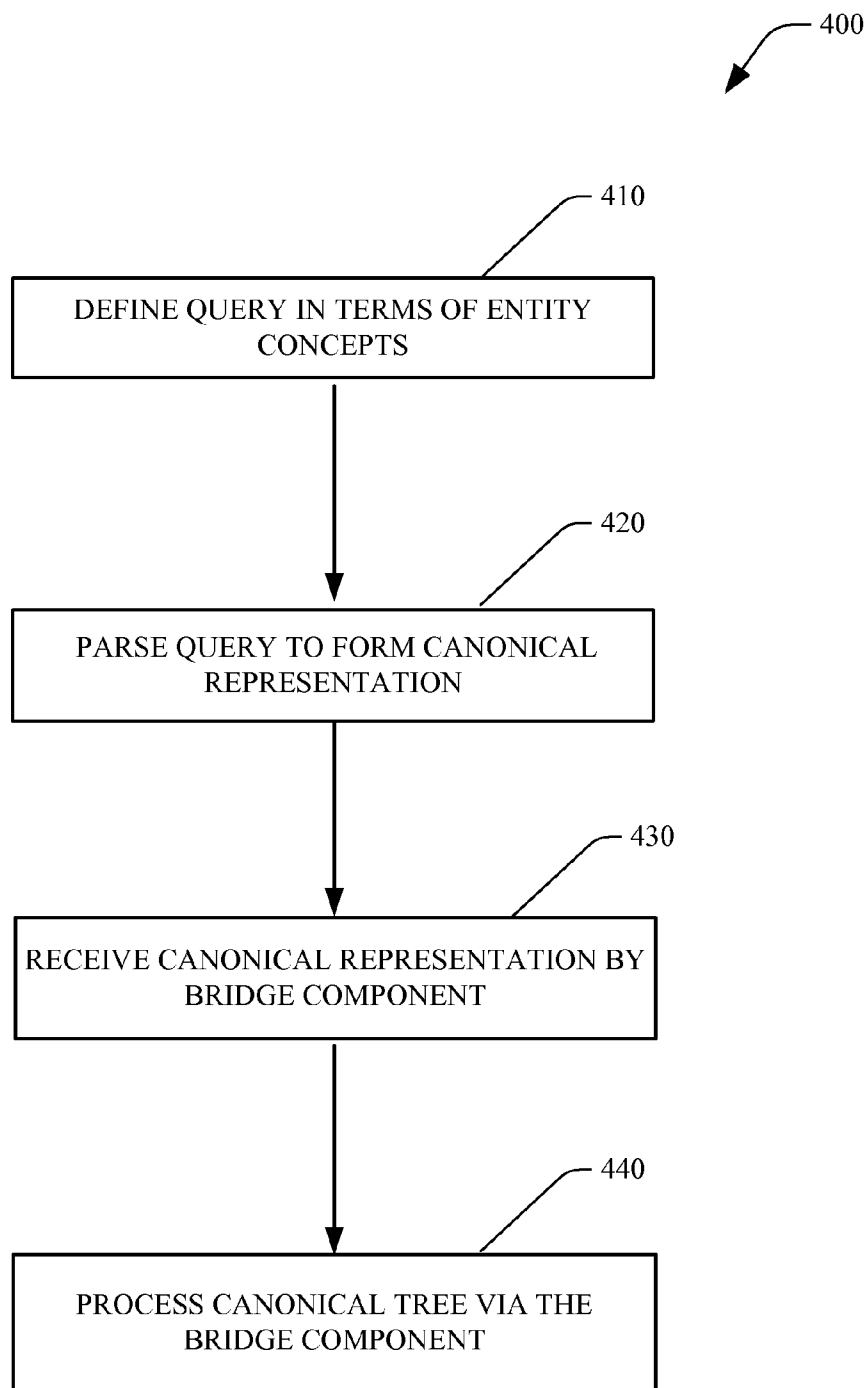 400
410
DEFINE QUERY IN TERMS OF ENTITY
CONCEPTS
420
PARSE QUERY TO FORM CANONICAL
REPRESENTATION
430
RECEIVE CANONICAL REPRESENTATION BY
BRIDGE COMPONENT
440
PROCESS CANONICAL TREE VIA THE
BRIDGE COMPONENT